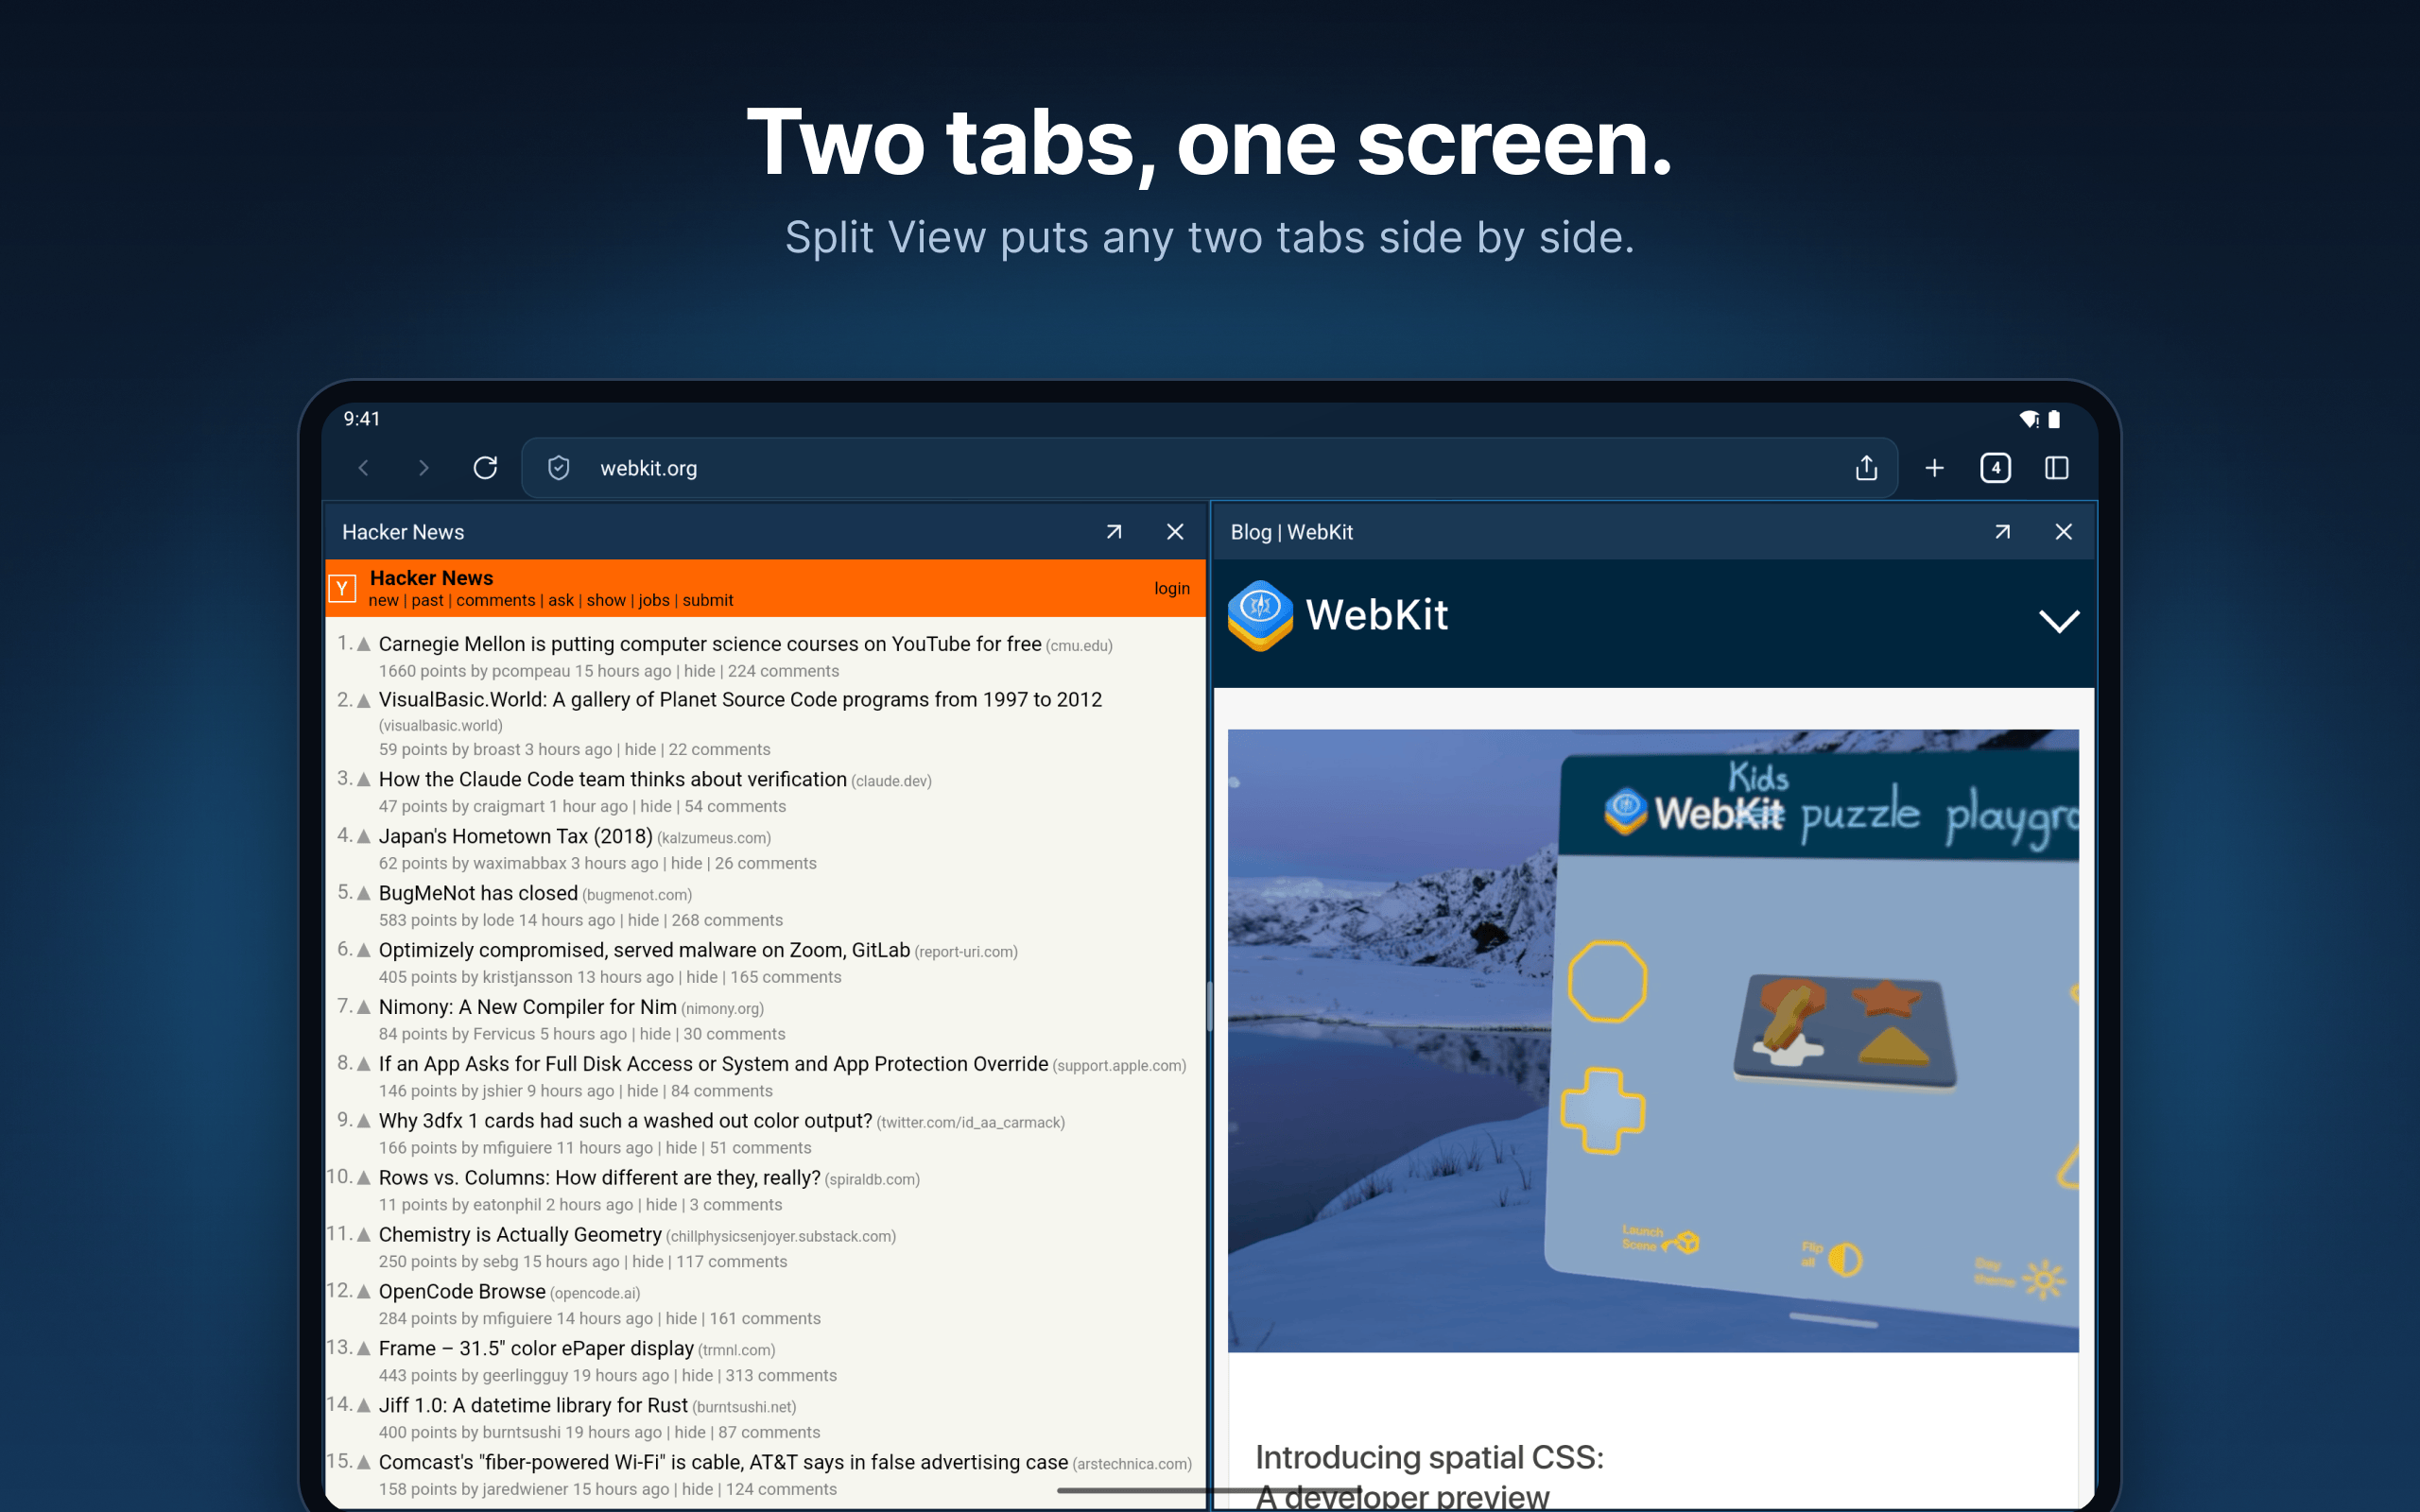 Two tabs, one screen.
Split View puts any two tabs side by side.
9:41
webkit.org
4
Hacker News
Y
Hacker News
new | past | comments | ask | show | jobs | submit
login
1. Carnegie Mellon is putting computer science courses on YouTube for free (cmu.edu)
1660 points by pcompeau 15 hours ago | hide | 224 comments
2. VisualBasic.World: A gallery of Planet Source Code programs from 1997 to 2012
(visualbasic.world)
59 points by broast 3 hours ago | hide | 22 comments
3. How the Claude Code team thinks about verification (claude.dev)
47 points by craigmart 1 hour ago | hide | 54 comments
4. Japan's Hometown Tax (2018) (kalzumeus.com)
62 points by waximabbax 3 hours ago | hide | 26 comments
5. BugMeNot has closed (bugmenot.com)
583 points by lode 14 hours ago | hide | 268 comments
6. Optimizely compromised, served malware on Zoom, GitLab (report-uri.com)
405 points by kristjansson 13 hours ago | hide | 165 comments
7. Nimony: A New Compiler for Nim (nimony.org)
84 points by Fervicus 5 hours ago | hide | 30 comments
8. If an App Asks for Full Disk Access or System and App Protection Override (support.apple.com)
146 points by jshier 9 hours ago | hide | 84 comments
9. Why 3dfx 1 cards had such a washed out color output? (twitter.com/id_aa_carmack)
166 points by mfiguiere 11 hours ago | hide | 51 comments
10. Rows vs. Columns: How different are they, really? (spiraldb.com)
11 points by eatonphil 2 hours ago | hide | 3 comments
11. Chemistry is Actually Geometry (chillphysicsenjoyer.substack.com)
250 points by sebg 15 hours ago | hide | 117 comments
12. OpenCode Browse (opencode.ai)
284 points by mfiguiere 14 hours ago | hide | 161 comments
13. Frame – 31.5" color ePaper display (trmnl.com)
443 points by geerlingguy 19 hours ago | hide | 313 comments
14. Jiff 1.0: A datetime library for Rust (burntsushi.net)
400 points by burntsushi 19 hours ago | hide | 87 comments
15. Comcast's "fiber-powered Wi-Fi" is cable, AT&T says in false advertising case (arstechnica.com)
158 points by jaredwiener 15 hours ago | hide | 124 comments
Blog | WebKit
WebKit
Kids
WebKit puzzle playgro
Launch
Scene
Flip
all
Day
theme
Introducing spatial CSS:
A developer preview